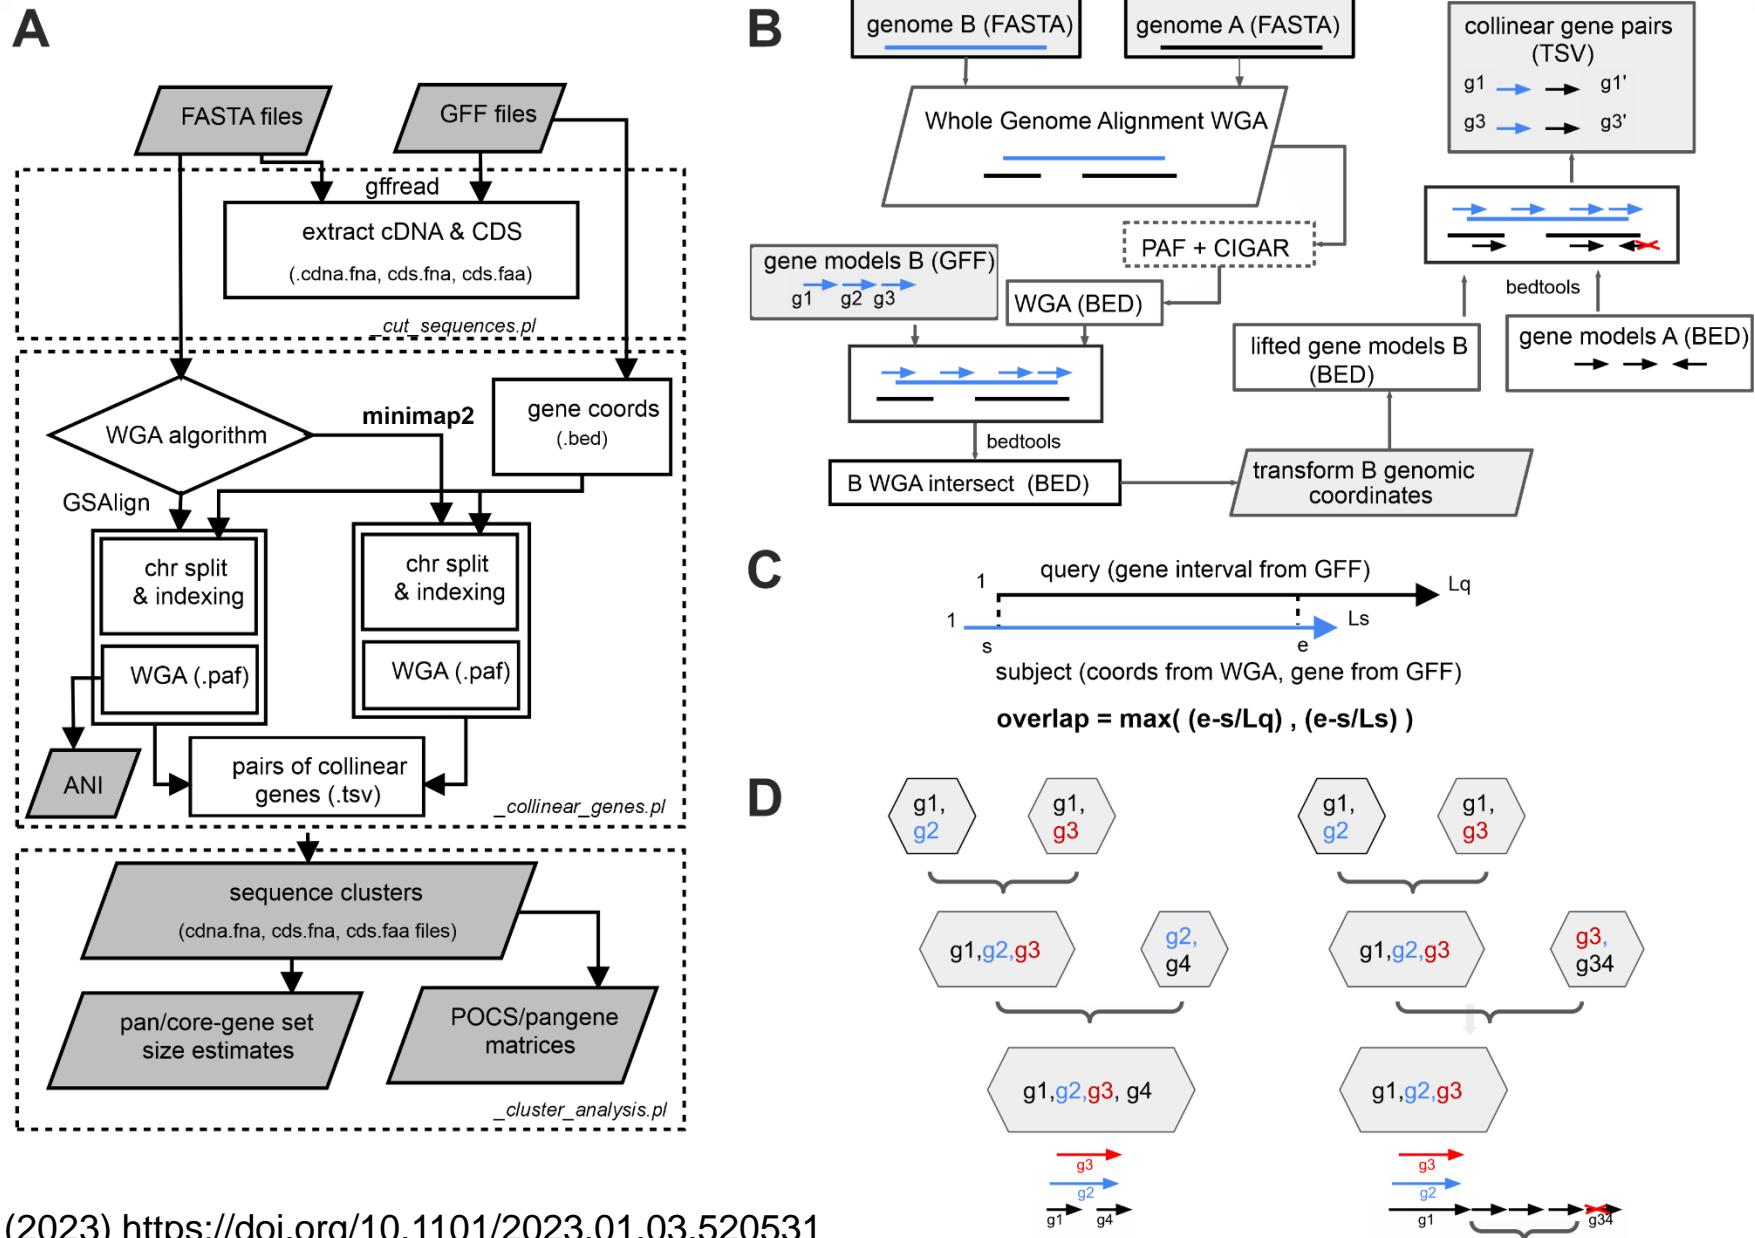 A
FASTA files
GFF files
gffread
extract cDNA & CDS
(.cdna.fna, cds.fna, cds.faa)
_cut_sequences.pl
WGA algorithm
minimap2
gene coords
(.bed)
GSAlign
chr split
& indexing
WGA (.paf)
chr split
& indexing
WGA (.paf)
ANI
pairs of collinear
genes (.tsv)
_collinear_genes.pl
sequence clusters
(cdna.fna, cds.fna, cds.faa files)
pan/core-gene set
size estimates
POCS/pangene
matrices
_cluster_analysis.pl
B
genome B (FASTA)
genome A (FASTA)
Whole Genome Alignment WGA
PAF + CIGAR
gene models B (GFF)
g1 g2 g3
WGA (BED)
bedtools
B WGA intersect (BED)
transform B genomic
coordinates
lifted gene models B
(BED)
gene models A (BED)
bedtools
collinear gene pairs
(TSV)
g1 g1'
g3 g3'
C
query (gene interval from GFF)
1 Lq
1 Ls
s e
subject (coords from WGA, gene from GFF)
overlap = max( (e-s/Lq) , (e-s/Ls) )
D
g1,
g2
g1,
g3
g1,g2,g3
g2,
g4
g1,g2,g3, g4
g3
g2
g1 g4
g1,
g2
g1,
g3
g1,g2,g3
g3,
g34
g1,g2,g3
g3
g2
g1 g34
(2023) https://doi.org/10.1101/2023.01.03.520531